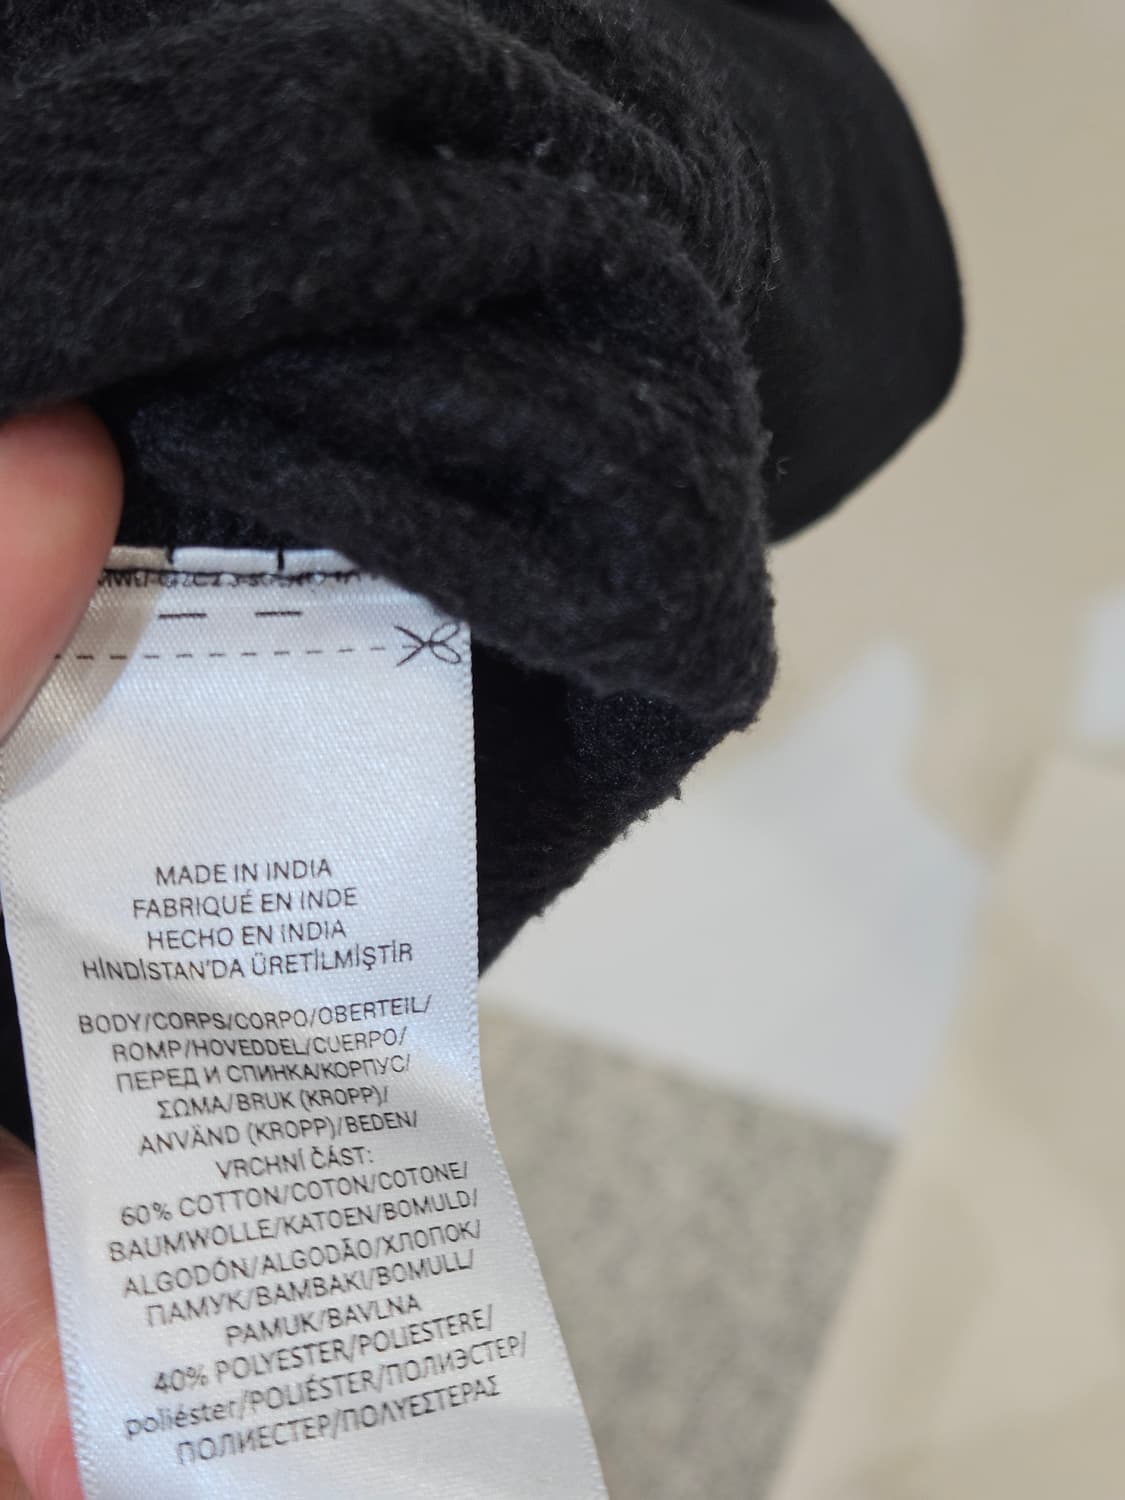 MADE IN INDIA
FABRIQUÉ EN INDE
HECHO EN INDIA
HİNDİSTAN'DA ÜRETİLMİŞTİR
BODY/CORPS/CORPO/OBERTEIL/
ROMP/HOVEDDEL/CUERPO/
ПЕРЕД И СПИНКА/КОРПУС/
ΣΩΜΑ/BRUK (KROPP)/
ANVÄND (KROPP)/BEDEN/
VRCHNÍ ČÁST:
60% COTTON/COTON/COTONE/
BAUMWOLLE/KATOEN/BOMULD/
ALGODÓN/ALGODÃO/ХЛОПОК/
ПАМУК/ΒΑΜΒΑΚΙ/BOMULL/
PAMUK/BAVLNA
40% POLYESTER/POLIESTERE/
poliéster/POLIÉSTER/ПОЛИЭСТЕР/
ПОЛИЕСТЕР/ΠΟΛΥΕΣΤΕΡΑΣ